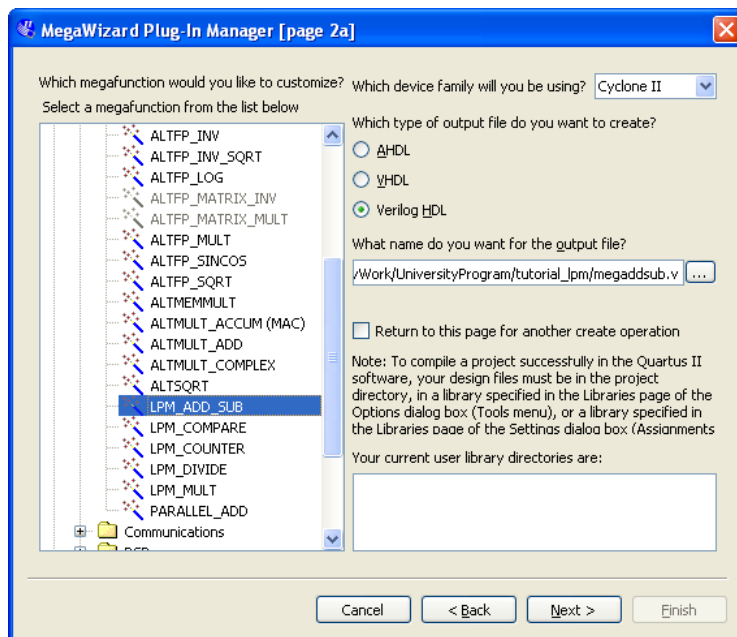 MegaWizard Plug-In Manager [page 2a]
Which megafunction would you like to customize?
Select a megafunction from the list below
ALTFP_INV
ALTFP_INV_SQRT
ALTFP_LOG
ALTFP_MATRIX_INV
ALTFP_MATRIX_MULT
ALTFP_MULT
ALTFP_SINCOS
ALTFP_SQRT
ALTMEMMULT
ALTMULT_ACCUM (MAC)
ALTMULT_ADD
ALTMULT_COMPLEX
ALTSQRT
LPM_ADD_SUB
LPM_COMPARE
LPM_COUNTER
LPM_DIVIDE
LPM_MULT
PARALLEL_ADD
Communications
Which device family will you be using? Cyclone II
Which type of output file do you want to create?
AHDL
VHDL
Verilog HDL
What name do you want for the output file?
/Work/UniversityProgram/tutorial_lpm/megaddsub.v ...
Return to this page for another create operation
Note: To compile a project successfully in the Quartus II
software, your design files must be in the project
directory, in a library specified in the Libraries page of the
Options dialog box (Tools menu), or a library specified in
the Libraries page of the Settings dialog box (Assignments
Your current user library directories are:
Cancel < Back Next > Finish